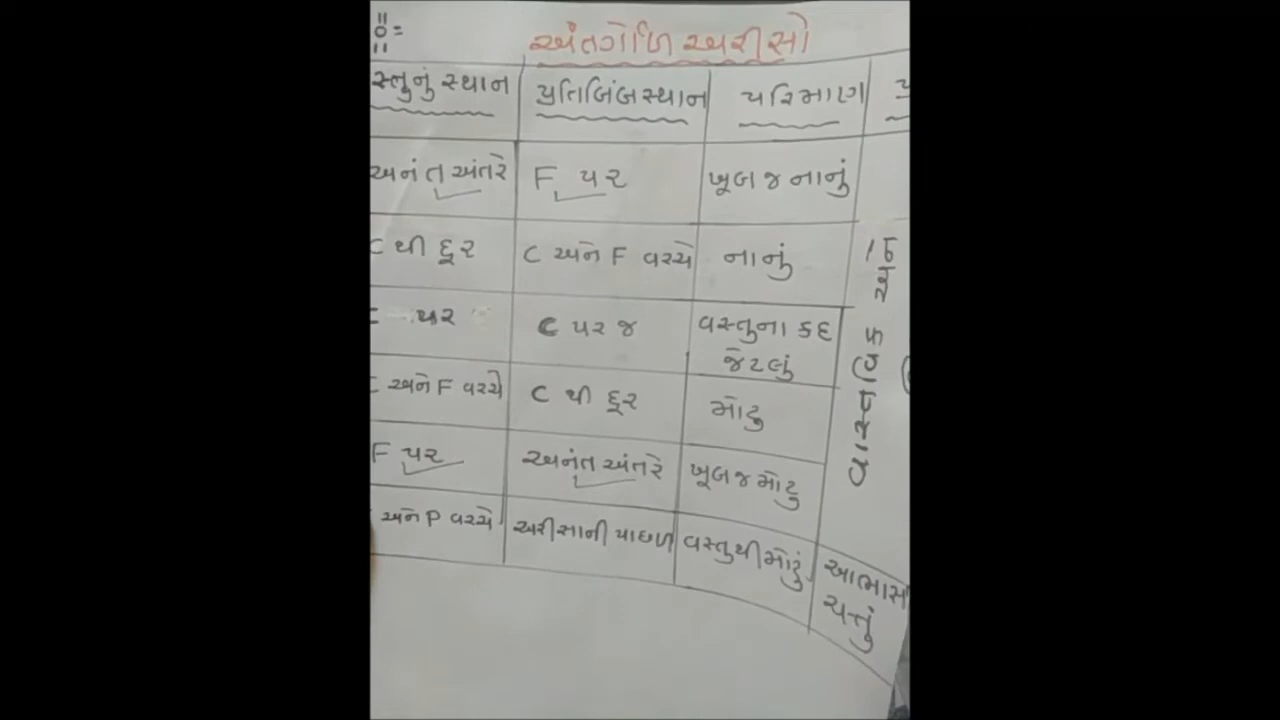 અંતર્ગોળ અરીસો
સ્તુનું સ્થાન પ્રતિબિંબસ્થાન પરિમાણ
અનંત અંતરે F પર ખૂબ જ નાનું
C થી દૂર C અને F વચ્ચે નાનું
પર C પર જ વસ્તુના કદ
જેટલું
C અને F વચ્ચે C થી દૂર મોટુ
F પર અનંત અંતરે ખૂબ જ મોટુ
અને P વચ્ચે અરીસાની પાછળ વસ્તુથી મોટું
વાસ્તવિક અને
આભાસ
ચત્તું